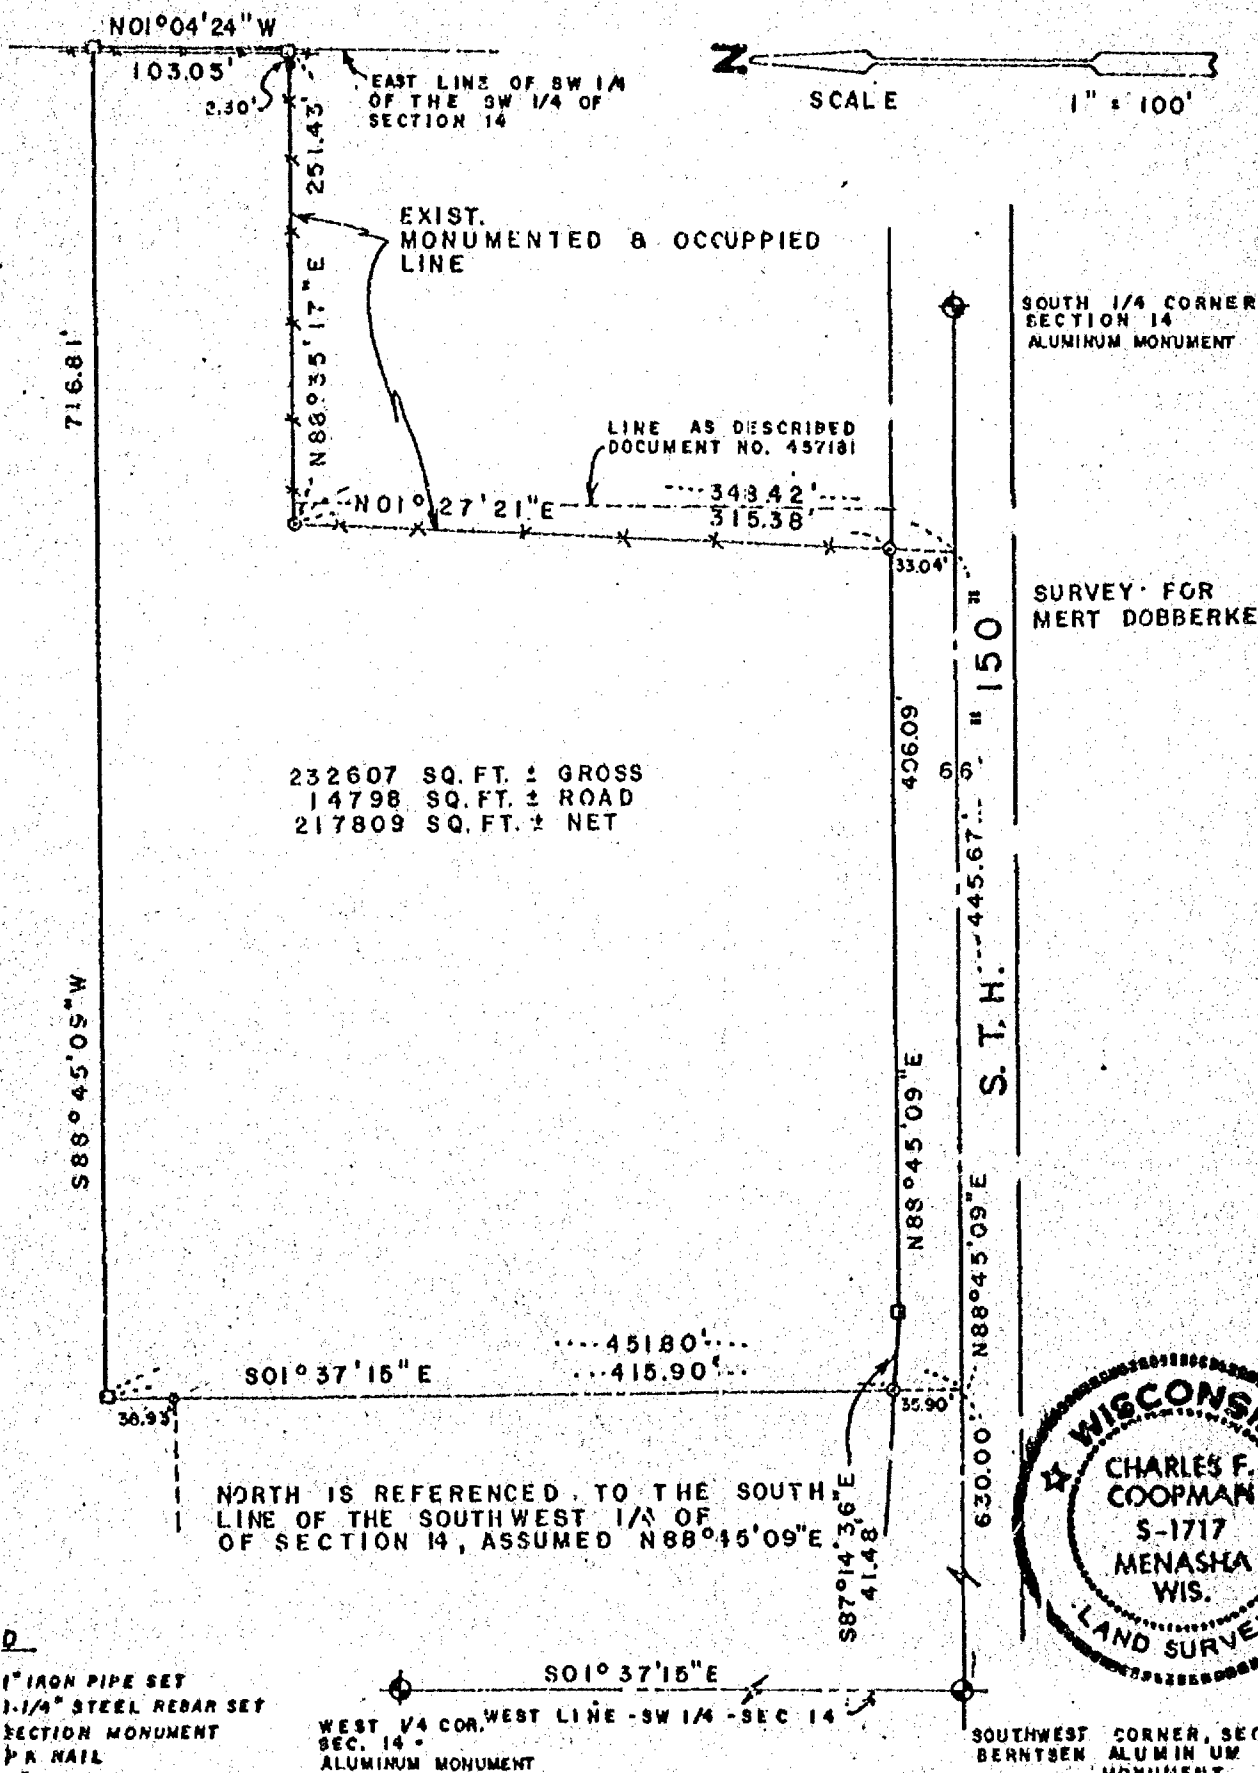 N01°04'24"W
103.05'
2.30'
EAST LINE OF SW 1/4
OF THE SW 1/4 OF
SECTION 14
N
SCALE 1" = 100'
251.43'
N88°35'17"E
EXIST.
MONUMENTED & OCCUPPIED
LINE
SOUTH 1/4 CORNER
SECTION 14
ALUMINUM MONUMENT
716.81'
S88°45'09"W
LINE AS DESCRIBED
DOCUMENT NO. 457181
N01°27'21"E
348.42'
315.38'
33.04'
SURVEY FOR
MERT DOBBERKE
232607 SQ. FT. ± GROSS
14798 SQ. FT. ± ROAD
217809 SQ. FT. ± NET
406.09'
N88°45'09"E
66'
S. T. H. "150"
445.67'
N88°45'09"E
630.00'
S01°37'15"E
451.80'
415.90'
38.93'
35.90'
S87°14'36"E
41.48
NORTH IS REFERENCED TO THE SOUTH
LINE OF THE SOUTHWEST 1/4 OF
OF SECTION 14, ASSUMED N88°45'09"E
WISCONSI
CHARLES F.
COOPMAN
S-1717
MENASHA
WIS.
LAND SURVE
D
1" IRON PIPE SET
1-1/4" STEEL REBAR SET
SECTION MONUMENT
P K NAIL
S01°37'15"E
WEST LINE - SW 1/4 - SEC 14
WEST 1/4 COR.
SEC. 14
ALUMINUM MONUMENT
SOUTHWEST CORNER, SEC
BERNTSEN ALUMINUM
MONUMENT